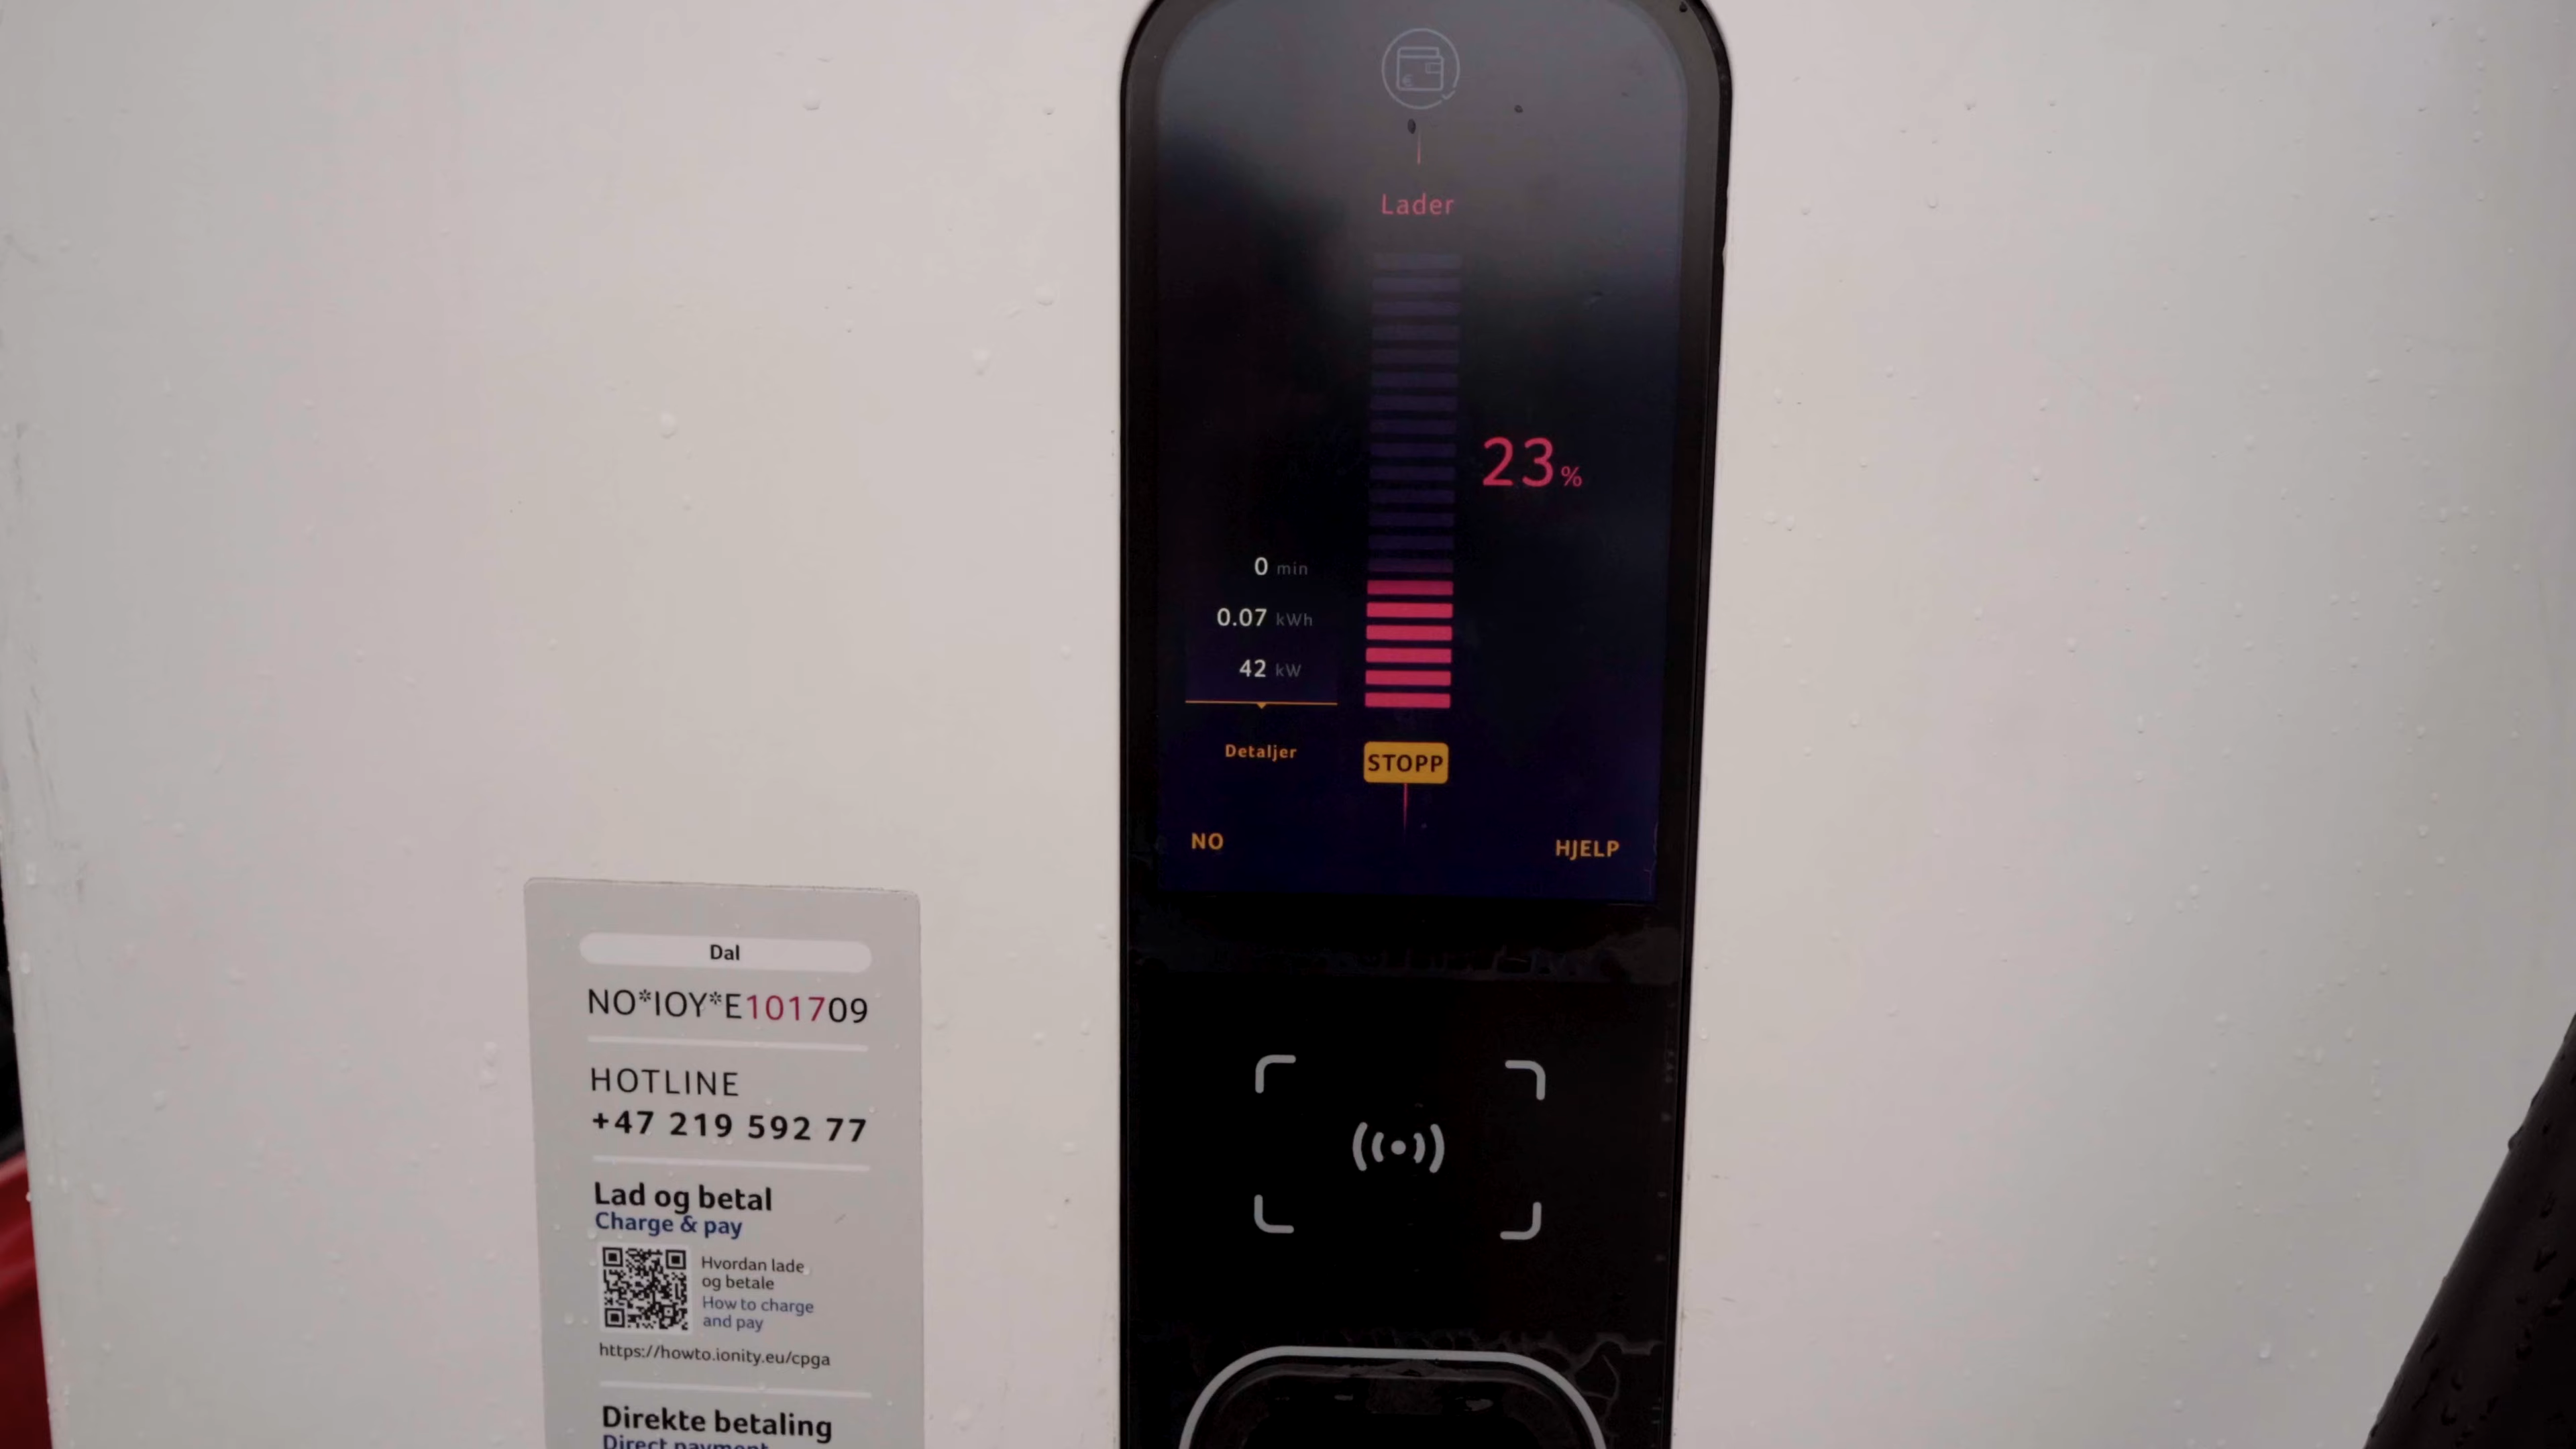 Lader
23%
0 min
0.07 kWh
42 kW
Detaljer
STOPP
NO
HJELP
Dal
NO*IOY*E101709
HOTLINE
+47 219 592 77
Lad og betal
Charge & pay
Hvordan lade
og betale
How to charge
and pay
https://howto.ionity.eu/cpga
Direkte betaling
Direct payment